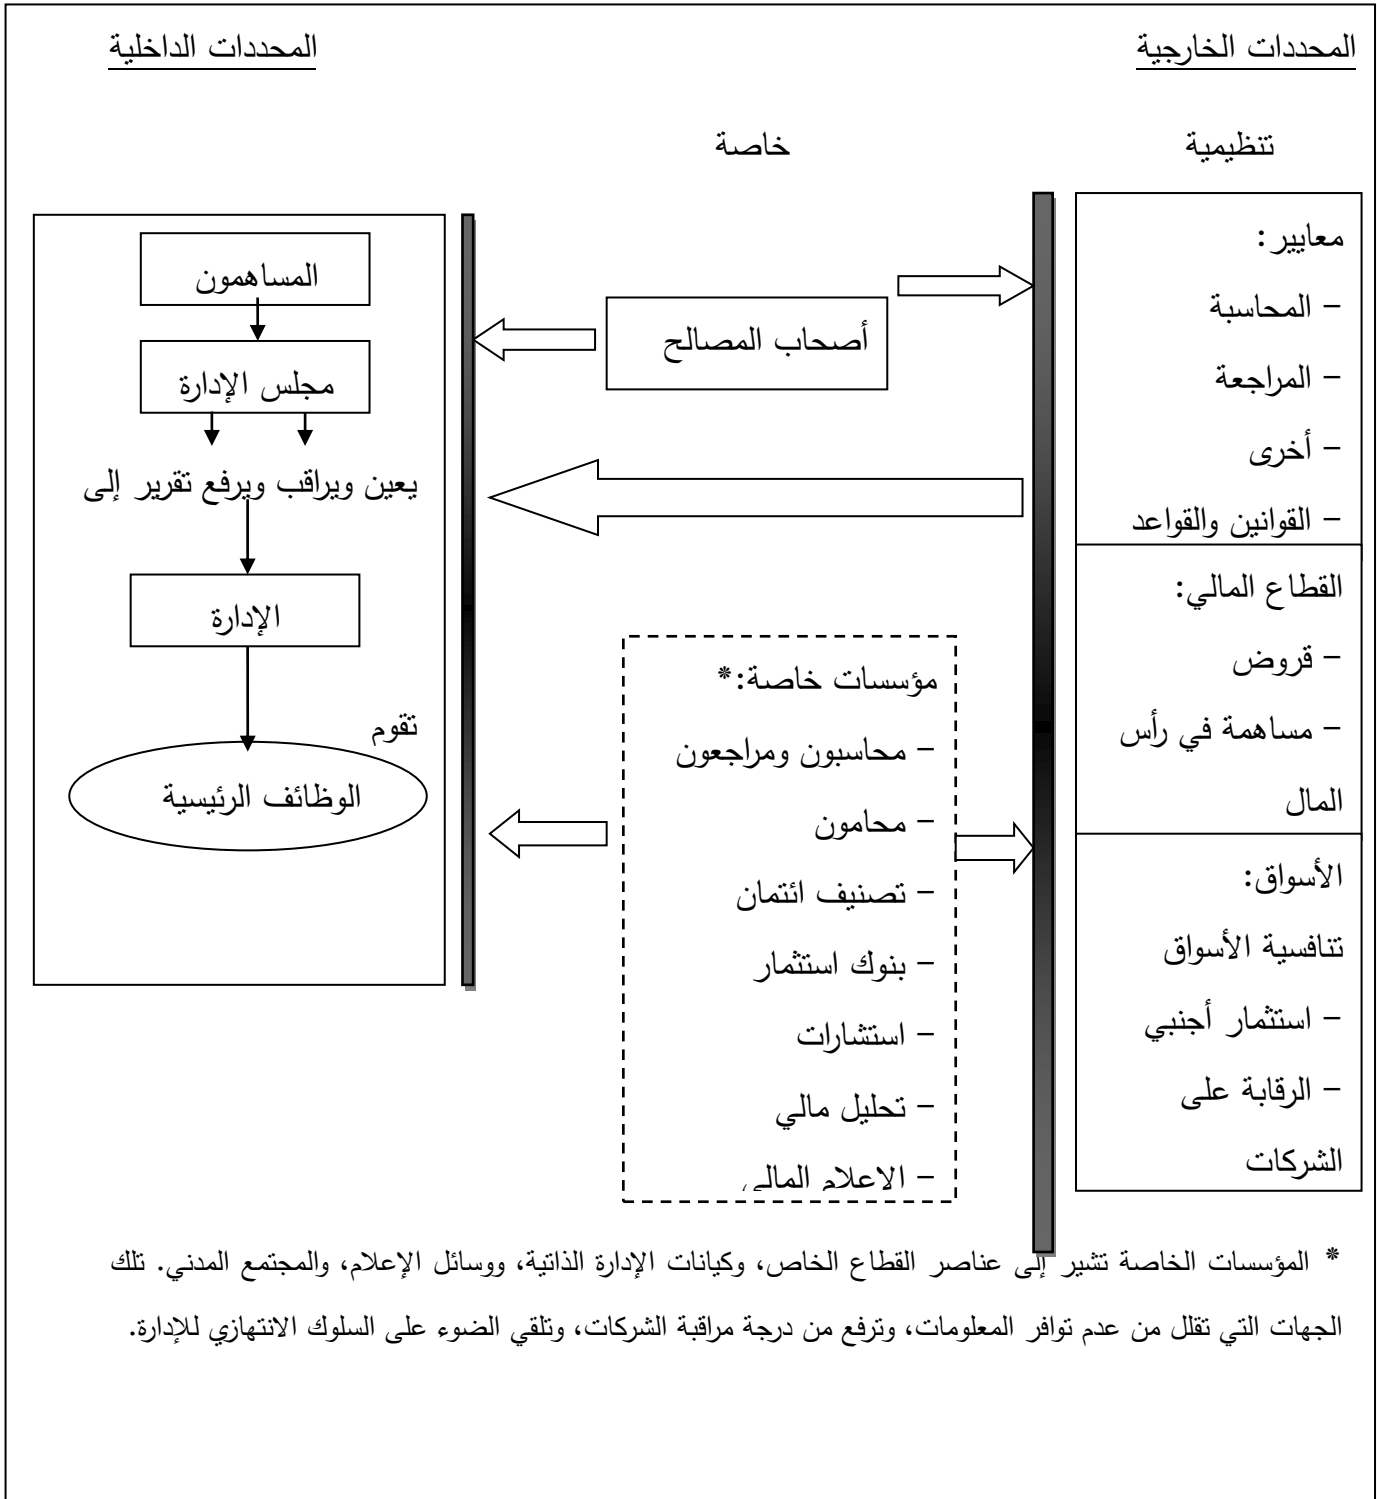 المحددات الخارجية
المحددات الداخلية
تنظيمية
خاصة
معايير:
– المحاسبة
– المراجعة
– أخرى
– القوانين والقواعد
القطاع المالي:
– قروض
– مساهمة في رأس
المال
الأسواق:
تنافسية الأسواق
– استثمار أجنبي
– الرقابة على
الشركات
أصحاب المصالح
مؤسسات خاصة:*
– محاسبون ومراجعون
– محامون
– تصنيف ائتمان
– بنوك استثمار
– استشارات
– تحليل مالي
– الاعلام المالي
المساهمون
مجلس الإدارة
يعين ويراقب ويرفع تقرير إلى
الإدارة
تقوم
الوظائف الرئيسية
* المؤسسات الخاصة تشير إلى عناصر القطاع الخاص، وكيانات الإدارة الذاتية، ووسائل الإعلام، والمجتمع المدني. تلك
الجهات التي تقلل من عدم توافر المعلومات، وترفع من درجة مراقبة الشركات، وتلقي الضوء على السلوك الانتهازي للإدارة.